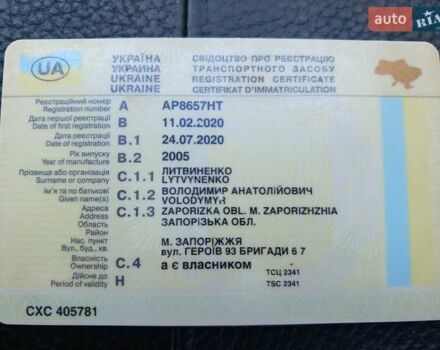 auto RIA
UA
УКРАЇНА СВІДОЦТВО ПРО РЕЄСТРАЦІЮ
УКРАИНА ТРАНСПОРТНОГО ЗАСОБУ
UKRAINE REGISTRATION CERTIFICATE
UKRAINE CERTIFIKAT D'IMMATRICULATION
Реєстраційний номер
Registration number A AP8657HT
Дата першої реєстрації
Date of first registration B 11.02.2020
Дата реєстрації
Date of registration B.1 24.07.2020
Рік випуску
Year of manufacture B.2 2005
Прізвище або організація C.1.1 ЛИТВИНЕНКО
Surname or company LYTVYNENKO
Ім'я та по батькові C.1.2 ВОЛОДИМИР АНАТОЛІЙОВИЧ
Given name(s) VOLODYMYR
Адреса C.1.3 ZAPORIZKA OBL. M. ZAPORIZHZHIA
Address
Область ЗАПОРІЗЬКА ОБЛ.
Район
Нас. пункт М. ЗАПОРІЖЖЯ
Вул., буд., кв. ВУЛ. ГЕРОЇВ 93 БРИГАДИ 6 7
Власність
Ownership C.4 а є власником
Дійсне до ТСЦ 2341
Period of validity H TSC 2341
СХС 405781